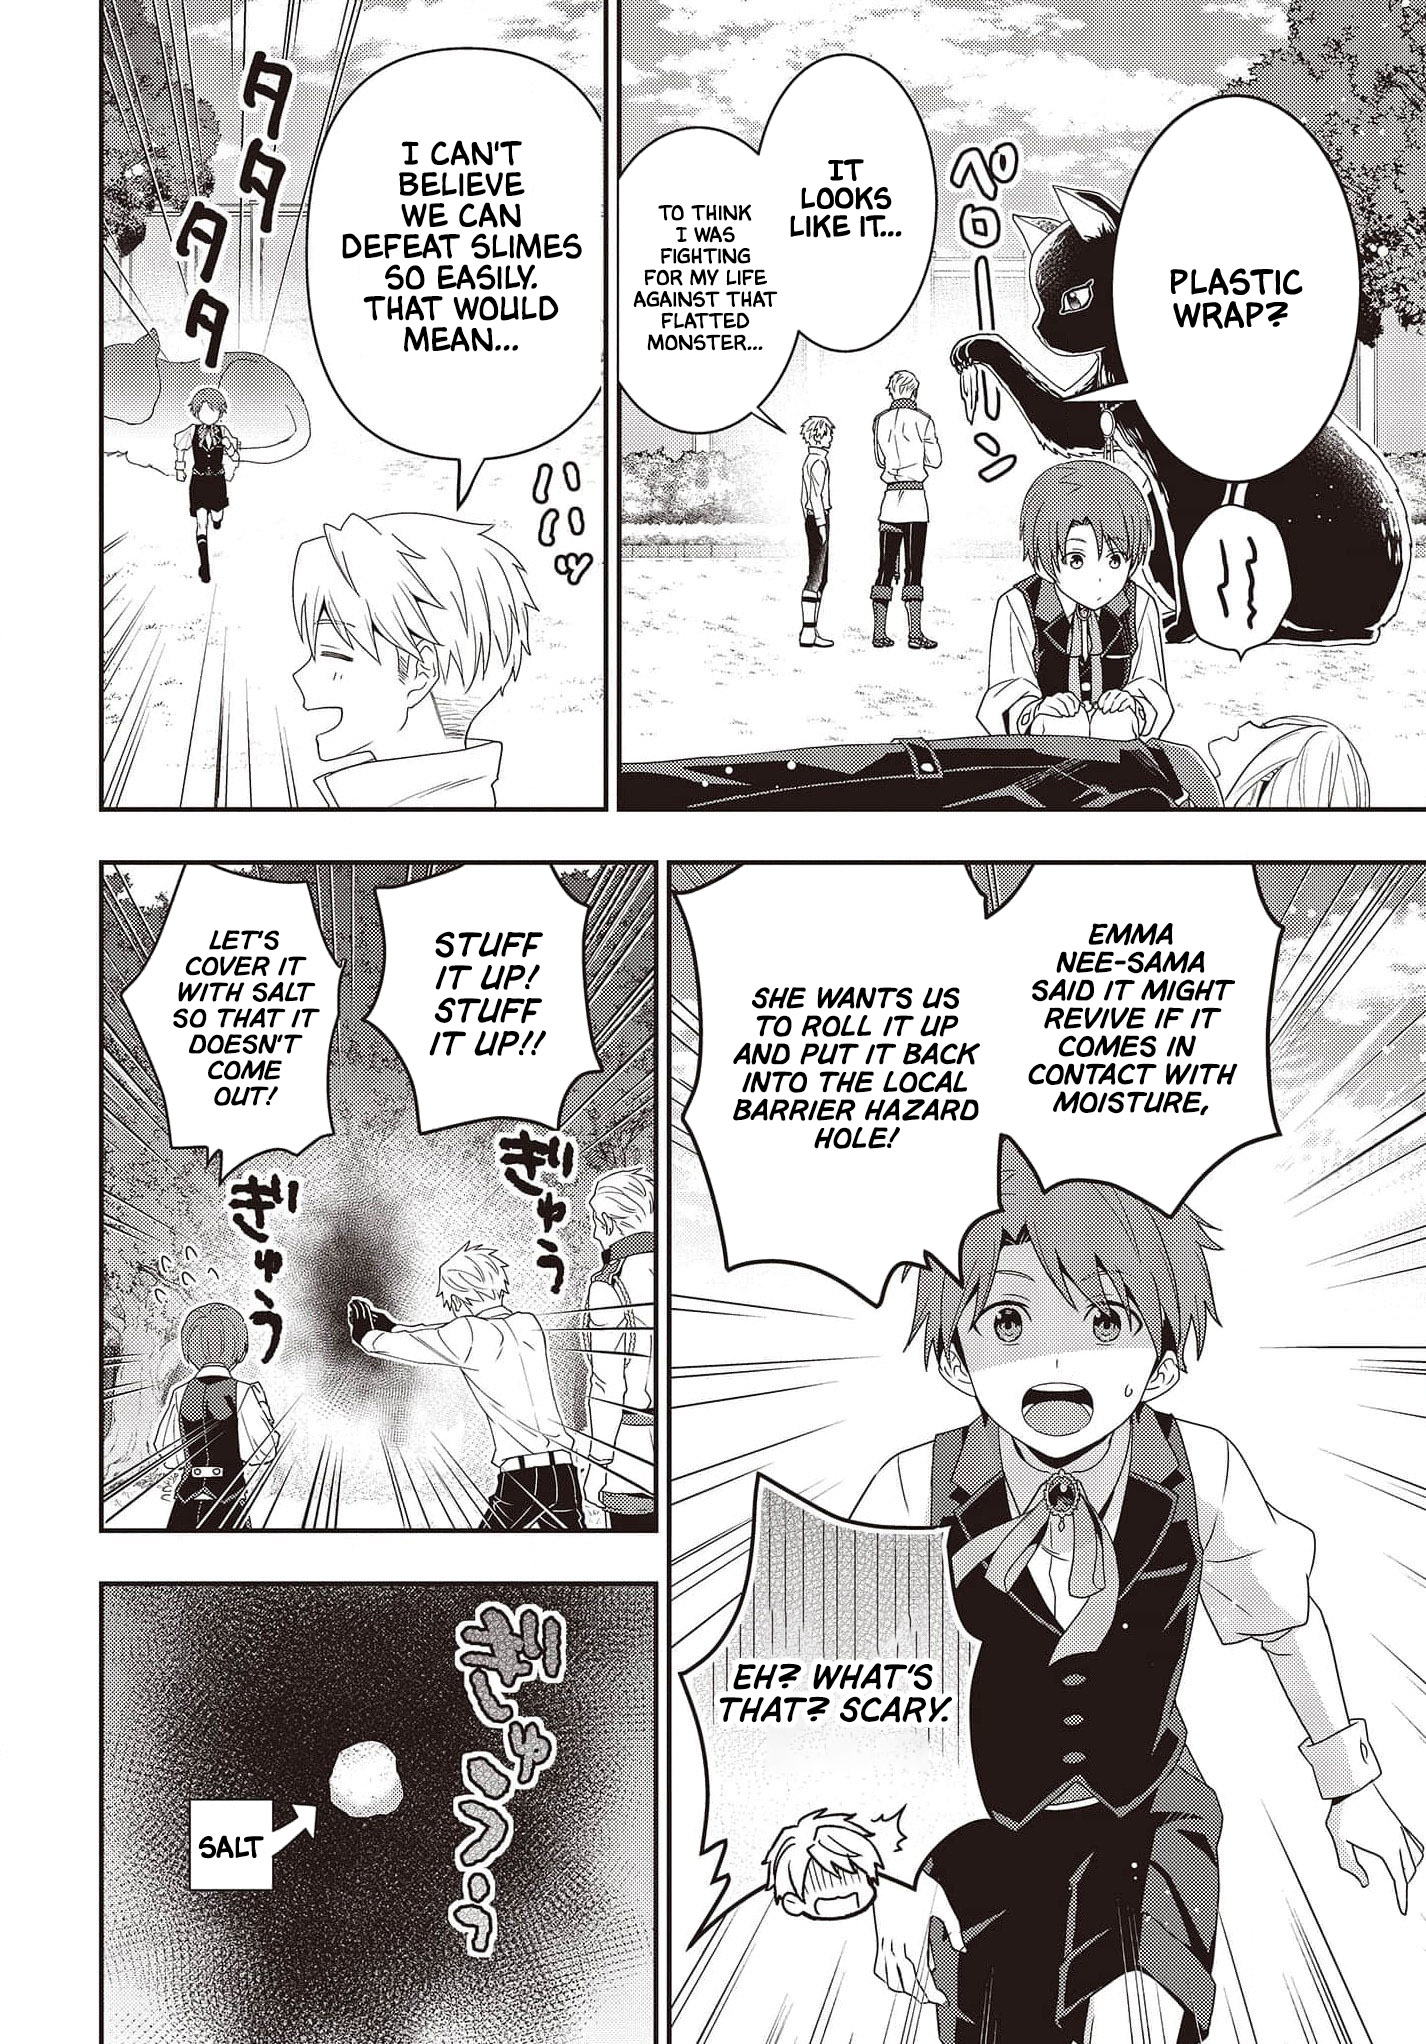 PLASTIC
WRAP?
ペローン
IT
LOOKS
LIKE IT...
TO THINK
I WAS
FIGHTING
FOR MY LIFE
AGAINST THAT
FLATTED
MONSTER...
I CAN'T
BELIEVE
WE CAN
DEFEAT SLIMES
SO EASILY.
THAT WOULD
MEAN...
ハハハッ
タタタタ
EMMA
NEE-SAMA
SAID IT MIGHT
REVIVE IF IT
COMES IN
CONTACT WITH
MOISTURE,
SHE WANTS US
TO ROLL IT UP
AND PUT IT BACK
INTO THE LOCAL
BARRIER HAZARD
HOLE!
EH? WHAT'S
THAT? SCARY.
STUFF
IT UP!
STUFF
IT UP!!
ぎゅう
LET'S
COVER IT
WITH SALT
SO THAT IT
DOESN'T
COME
OUT!
ぎゅう
ぎゅうう…
SALT